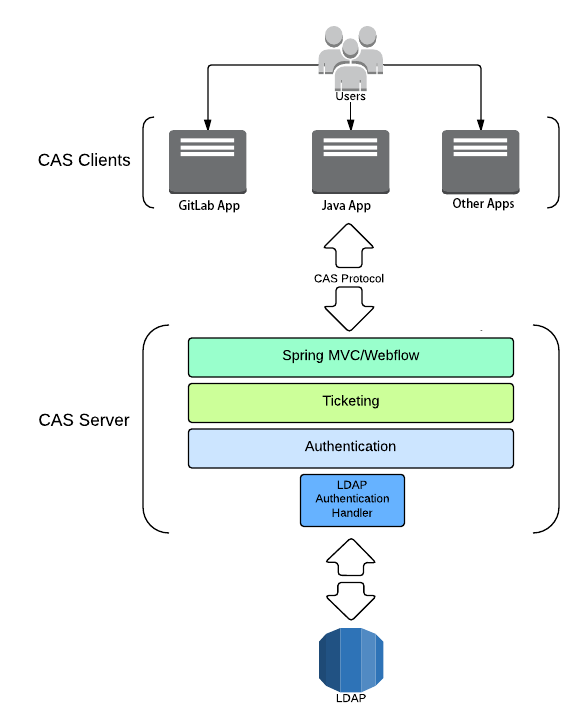 Users
CAS Clients
GitLab App
Java App
Other Apps
CAS Protocol
CAS Server
Spring MVC/Webflow
Ticketing
Authentication
LDAP
Authentication
Handler
LDAP